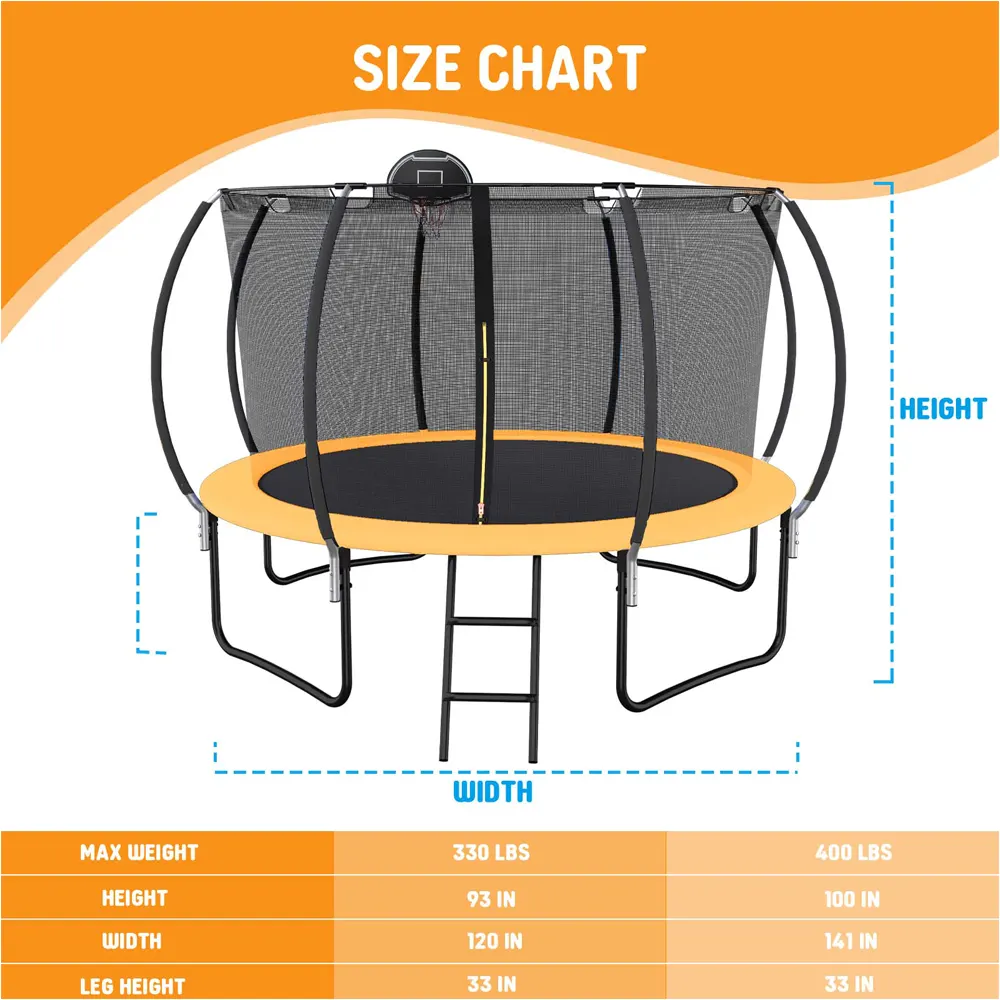 SIZE CHART
HEIGHT
WIDTH
MAX WEIGHT 330 LBS 400 LBS
HEIGHT 93 IN 100 IN
WIDTH 120 IN 141 IN
LEG HEIGHT 33 IN 33 IN